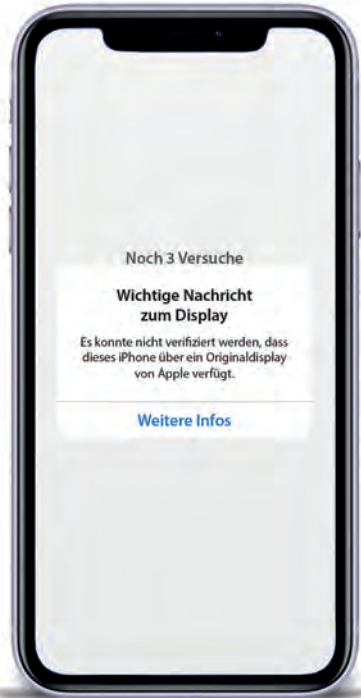 Noch 3 Versuche
Wichtige Nachricht
zum Display
Es konnte nicht verifiziert werden, dass
dieses iPhone über ein Originaldisplay
von Apple verfügt.
Weitere Infos